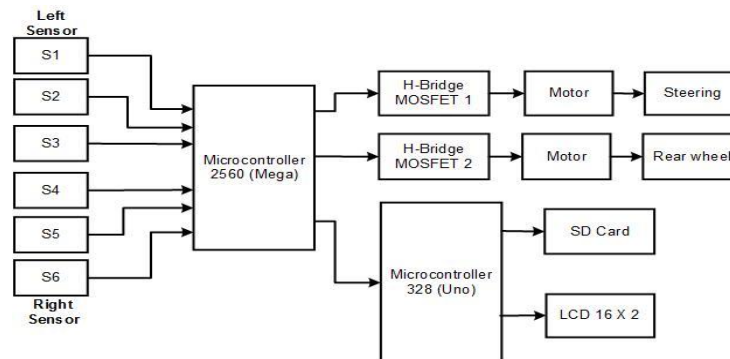 Left
Sensor
S1
S2
S3
S4
S5
S6
Right
Sensor
Microcontroller
2560 (Mega)
H-Bridge
MOSFET 1
Motor
Steering
H-Bridge
MOSFET 2
Motor
Rear wheel
Microcontroller
328 (Uno)
SD Card
LCD 16 X 2